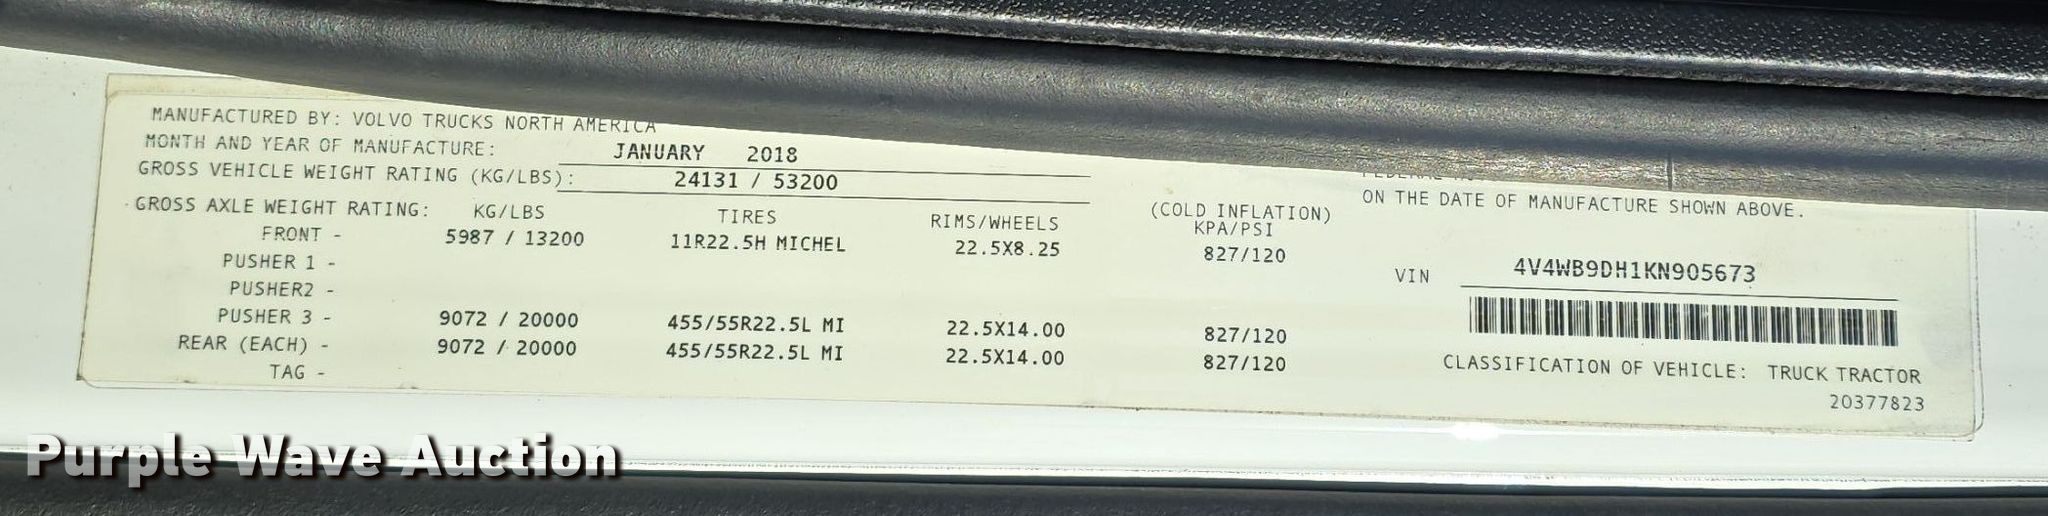 MANUFACTURED BY: VOLVO TRUCKS NORTH AMERICA
MONTH AND YEAR OF MANUFACTURE: JANUARY 2018
GROSS VEHICLE WEIGHT RATING (KG/LBS): 24131 / 53200
GROSS AXLE WEIGHT RATING: KG/LBS TIRES RIMS/WHEELS (COLD INFLATION) KPA/PSI
FRONT - 5987 / 13200 11R22.5H MICHEL 22.5X8.25 827/120
PUSHER 1 -
PUSHER2 -
PUSHER 3 - 9072 / 20000 455/55R22.5L MI 22.5X14.00 827/120
REAR (EACH) - 9072 / 20000 455/55R22.5L MI 22.5X14.00 827/120
TAG -
ON THE DATE OF MANUFACTURE SHOWN ABOVE.
VIN 4V4WB9DH1KN905673
CLASSIFICATION OF VEHICLE: TRUCK TRACTOR
20377823
Purple Wave Auction